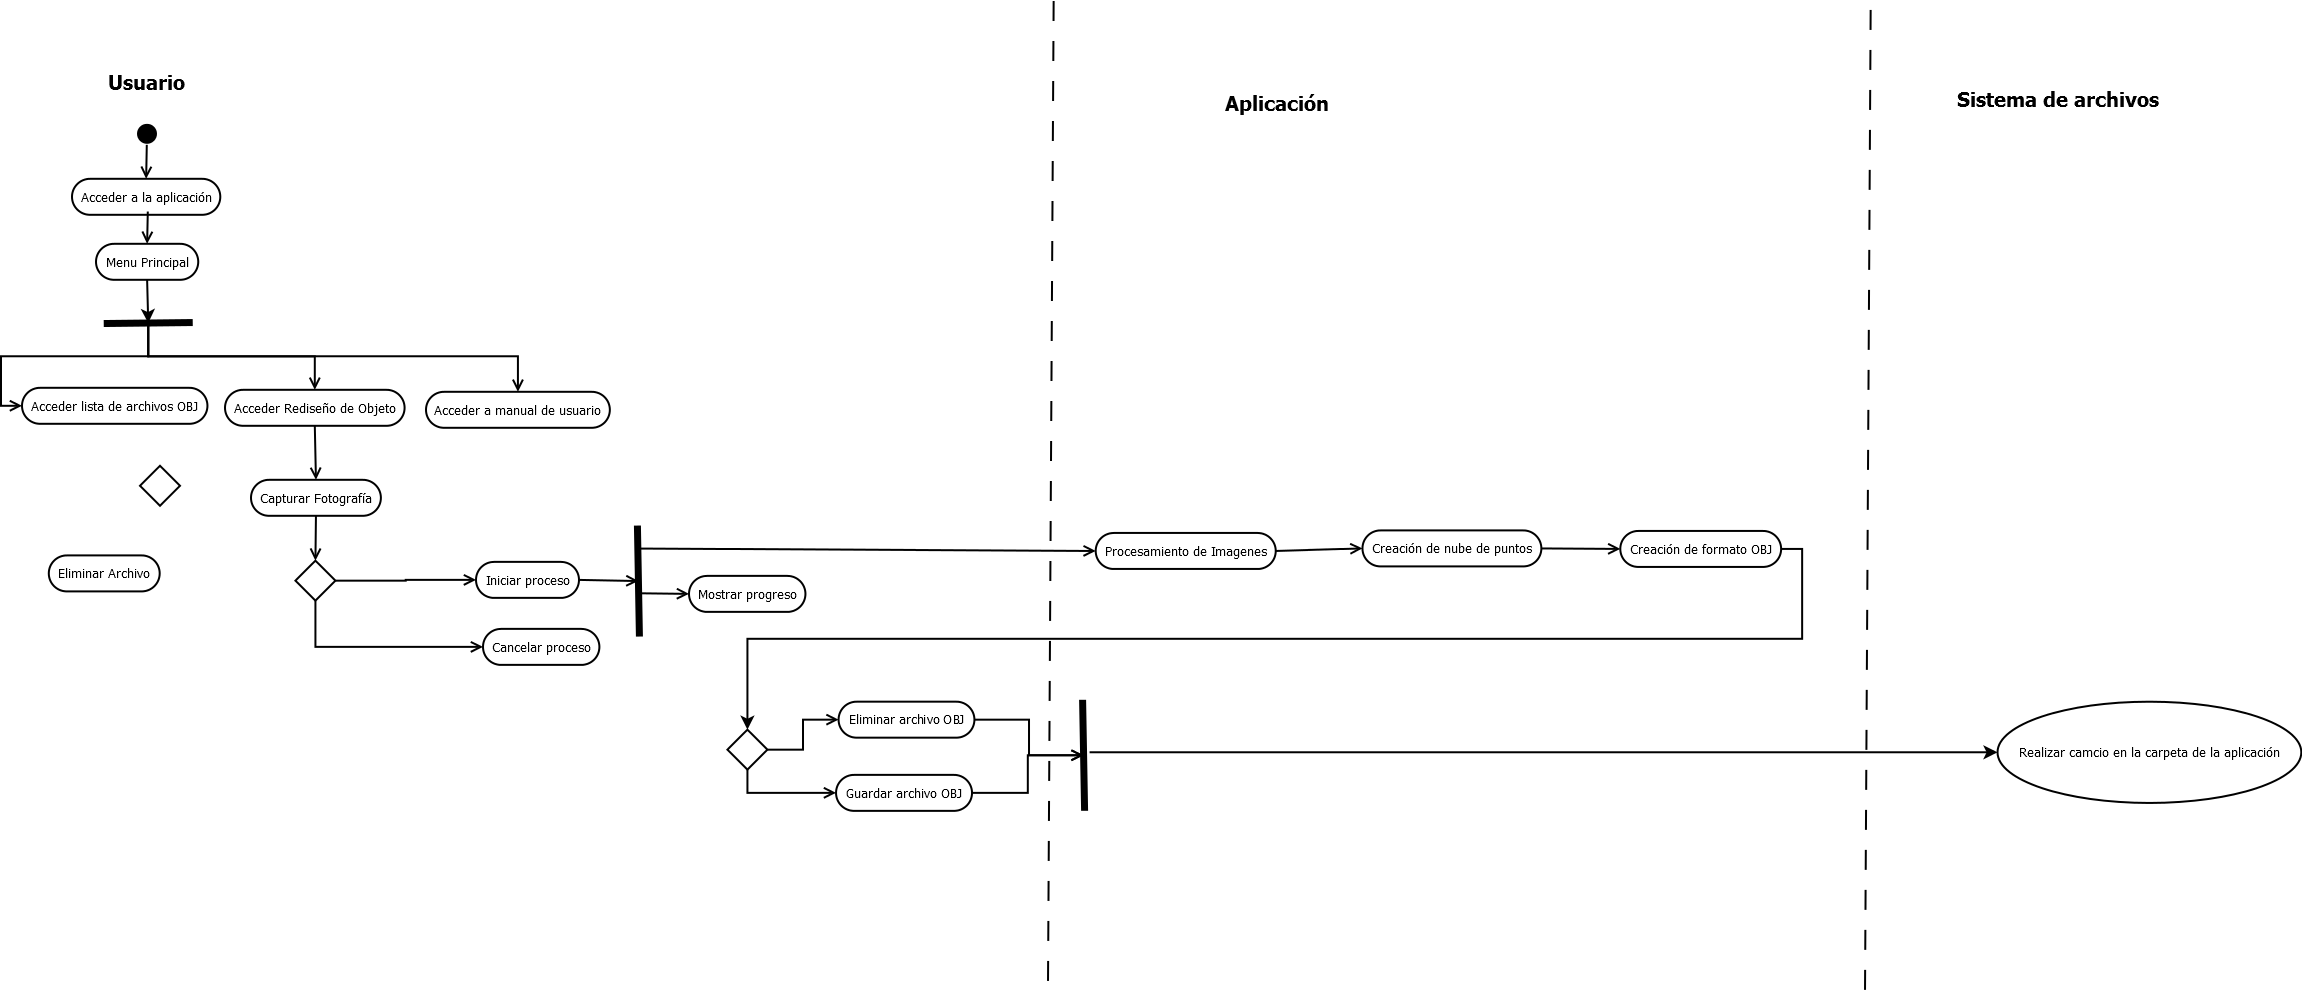 Usuario
Aplicación
Sistema de archivos
Acceder a la aplicación
Menu Principal
Acceder lista de archivos OBJ
Acceder Rediseño de Objeto
Acceder a manual de usuario
Capturar Fotografía
Eliminar Archivo
Iniciar proceso
Cancelar proceso
Mostrar progreso
Procesamiento de Imagenes
Creación de nube de puntos
Creación de formato OBJ
Eliminar archivo OBJ
Guardar archivo OBJ
Realizar camcio en la carpeta de la aplicación